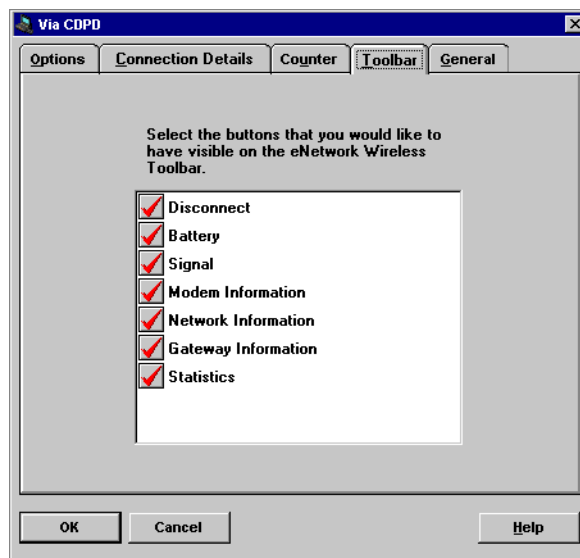 Via CDPD
Options Connection Details Counter Toolbar General
Select the buttons that you would like to
have visible on the eNetwork Wireless
Toolbar.
Disconnect
Battery
Signal
Modem Information
Network Information
Gateway Information
Statistics
OK Cancel Help